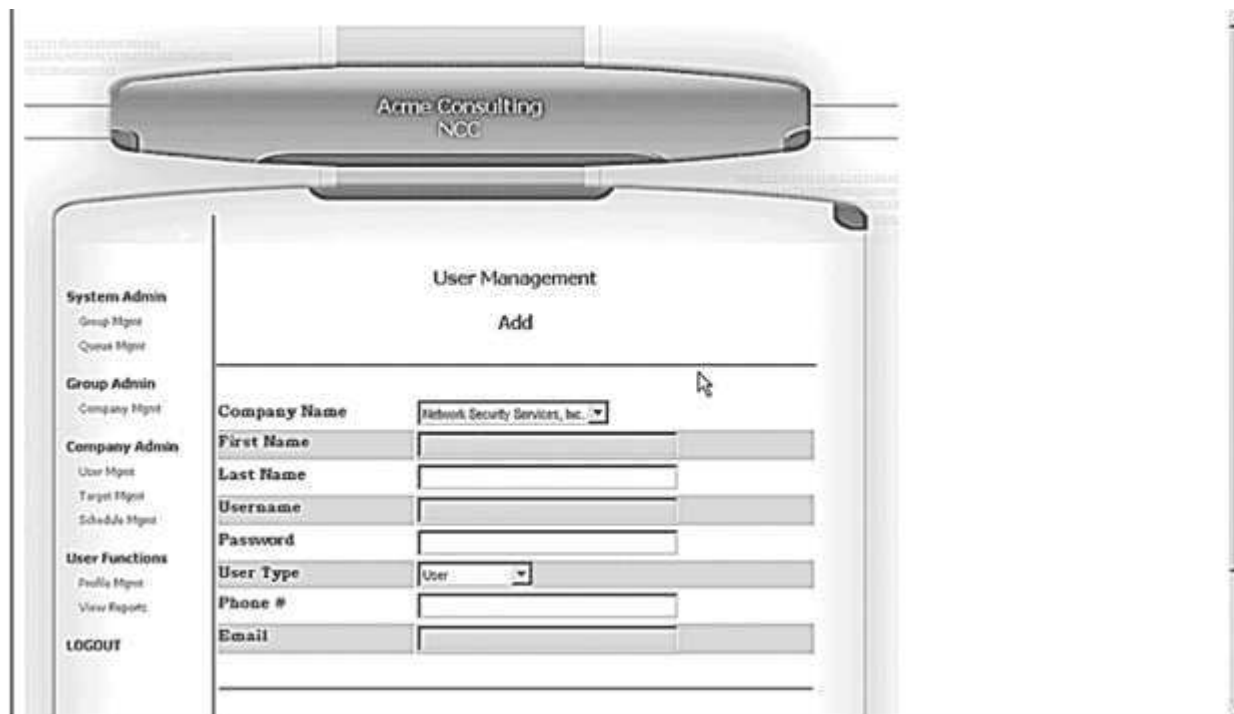 Acme Consulting
NCC
User Management
Add
System Admin
Group Mgmt
Queue Mgmt
Group Admin
Company Mgmt
Company Admin
User Mgmt
Target Mgmt
Schedule Mgmt
User Functions
Profile Mgmt
View Reports
LOGOUT
Company Name Network Security Services, Inc.
First Name
Last Name
Username
Password
User Type User
Phone #
Email